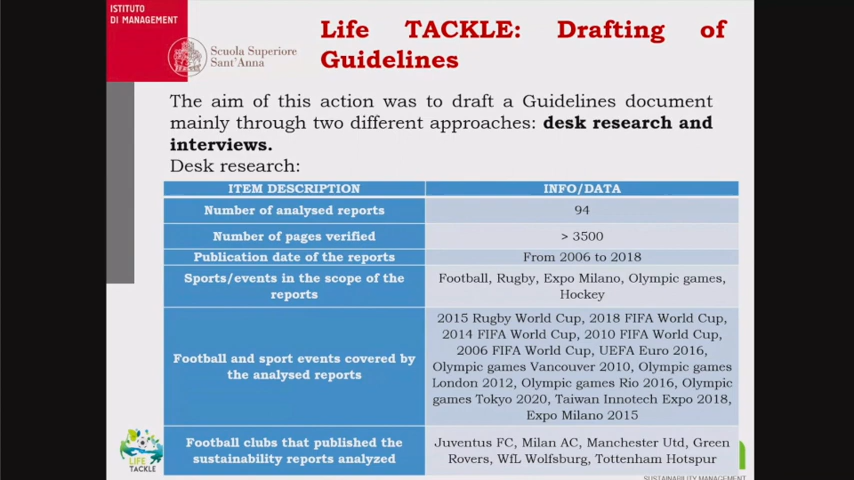 ISTITUTO
DI MANAGEMENT
Scuola Superiore
Sant'Anna
Life TACKLE: Drafting of
Guidelines
The aim of this action was to draft a Guidelines document
mainly through two different approaches: desk research and
interviews.
Desk research:
ITEM DESCRIPTION INFO/DATA
Number of analysed reports 94
Number of pages verified > 3500
Publication date of the reports From 2006 to 2018
Sports/events in the scope of the
reports
Football, Rugby, Expo Milano, Olympic games,
Hockey
Football and sport events covered by
the analysed reports
2015 Rugby World Cup, 2018 FIFA World Cup,
2014 FIFA World Cup, 2010 FIFA World Cup,
2006 FIFA World Cup, UEFA Euro 2016,
Olympic games Vancouver 2010, Olympic games
London 2012, Olympic games Rio 2016, Olympic
games Tokyo 2020, Taiwan Innotech Expo 2018,
Expo Milano 2015
Football clubs that published the
sustainability reports analyzed
Juventus FC, Milan AC, Manchester Utd, Green
Rovers, WfL Wolfsburg, Tottenham Hotspur
LIFE
TACKLE
SUSTAINABILITY MANAGEMENT